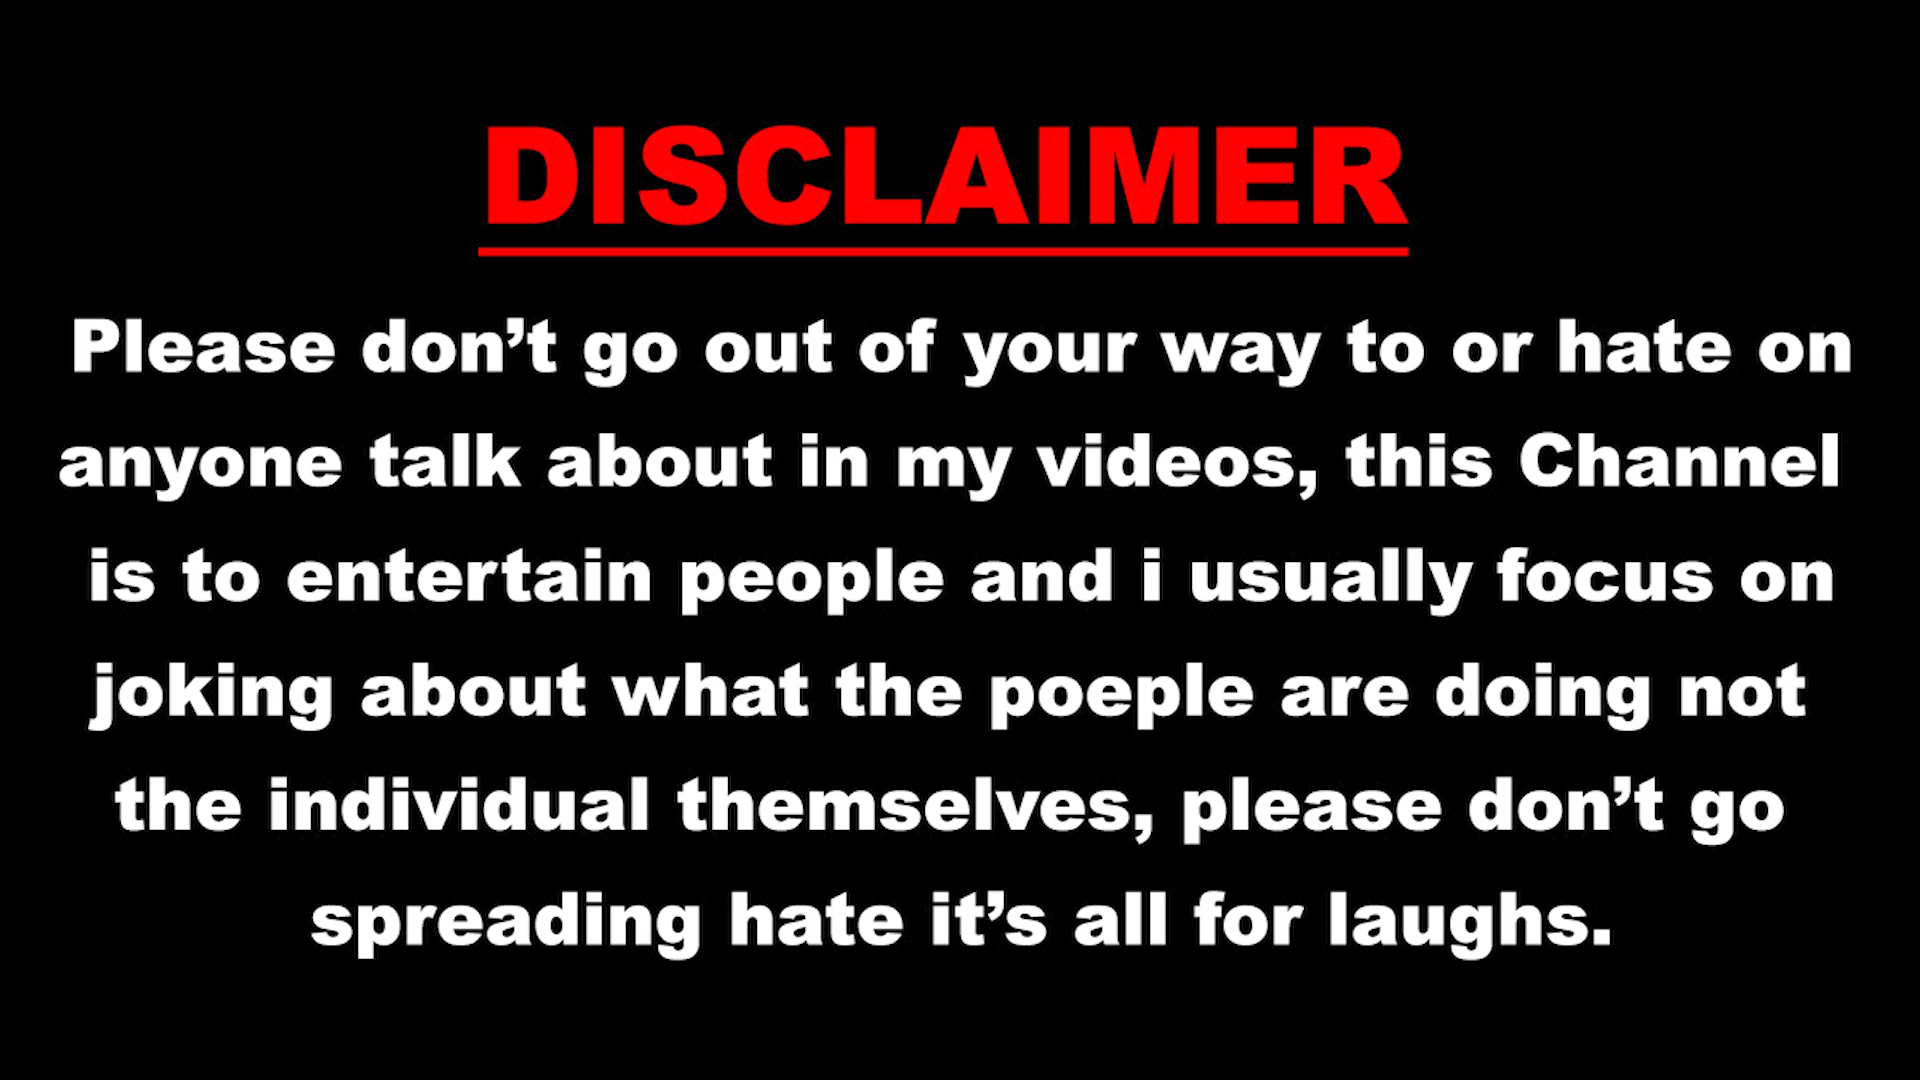 DISCLAIMER
Please don’t go out of your way to or hate on
anyone talk about in my videos, this Channel
is to entertain people and i usually focus on
joking about what the poeple are doing not
the individual themselves, please don’t go
spreading hate it’s all for laughs.